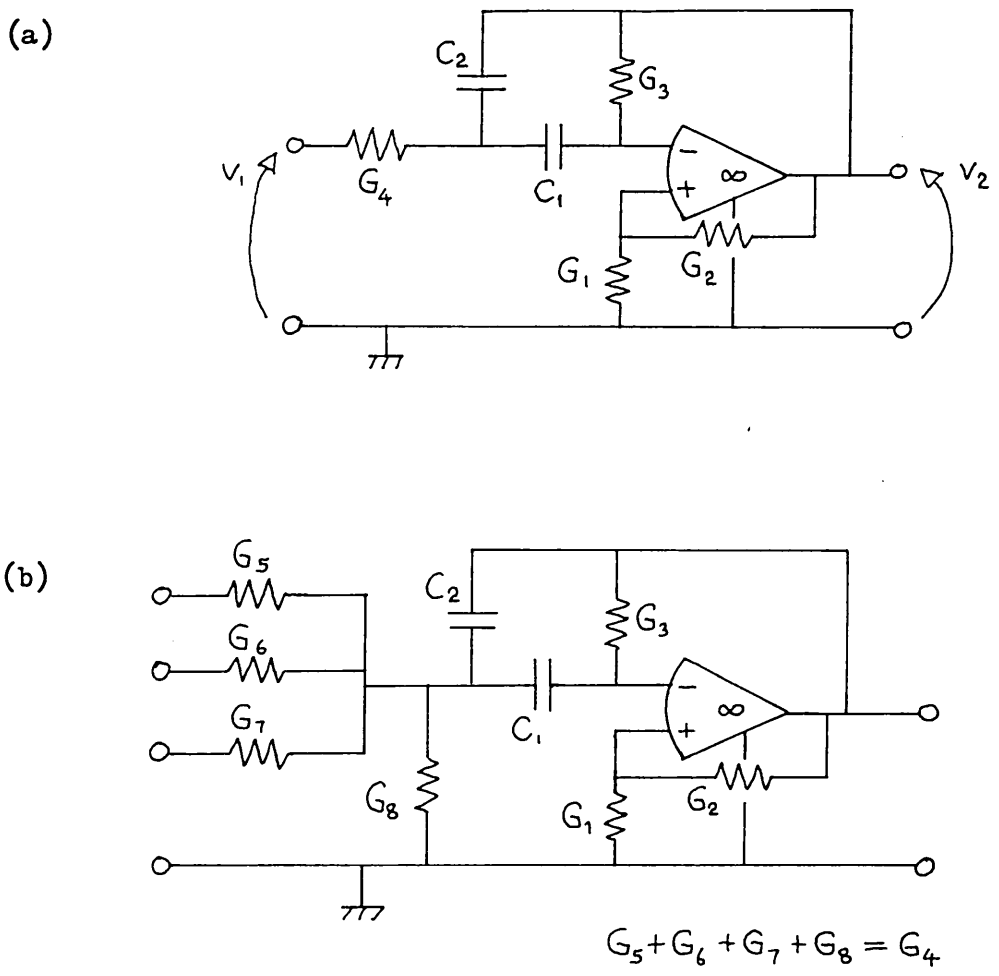 (a)
C₂
G₃
V₁
G₄
C₁
−
+
∞
V₂
G₂
G₁
(b)
G₅
C₂
G₃
G₆
G₇
C₁
−
+
∞
G₈
G₂
G₁
G₅+G₆+G₇+G₈ = G₄